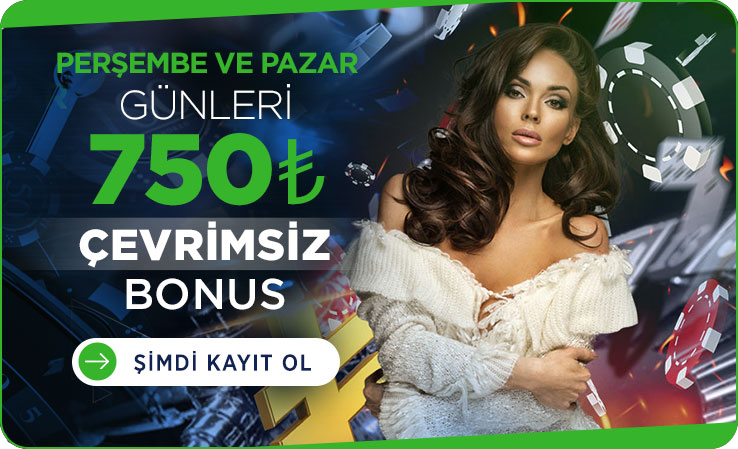 PERŞEMBE VE PAZAR
GÜNLERİ
750₺
ÇEVRİMSİZ
BONUS
ŞİMDİ KAYIT OL